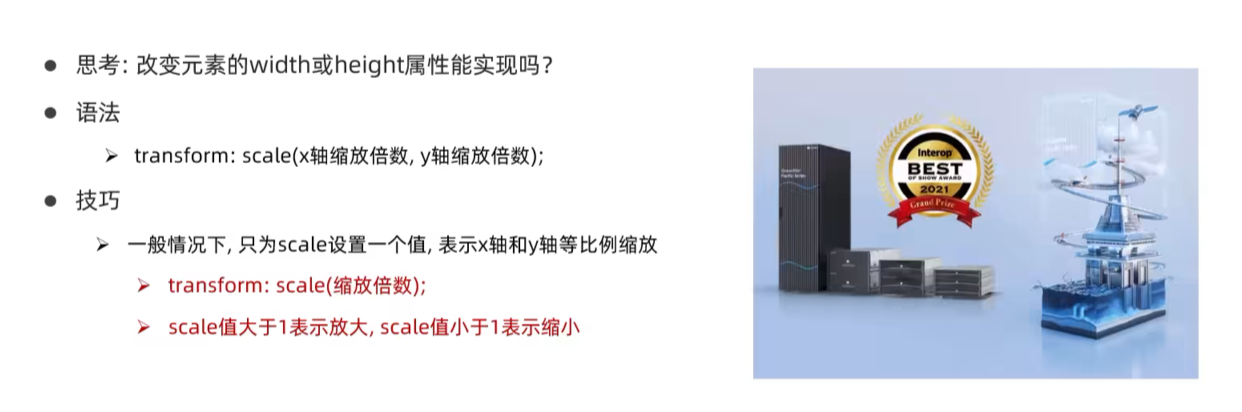 ● 思考: 改变元素的width或height属性能实现吗?
● 语法
➢ transform: scale(x轴缩放倍数, y轴缩放倍数);
● 技巧
➢ 一般情况下, 只为scale设置一个值, 表示x轴和y轴等比例缩放
➢ transform: scale(缩放倍数);
➢ scale值大于1表示放大, scale值小于1表示缩小
Interop
BEST
OF SHOW AWARD
2021
Grand Prize